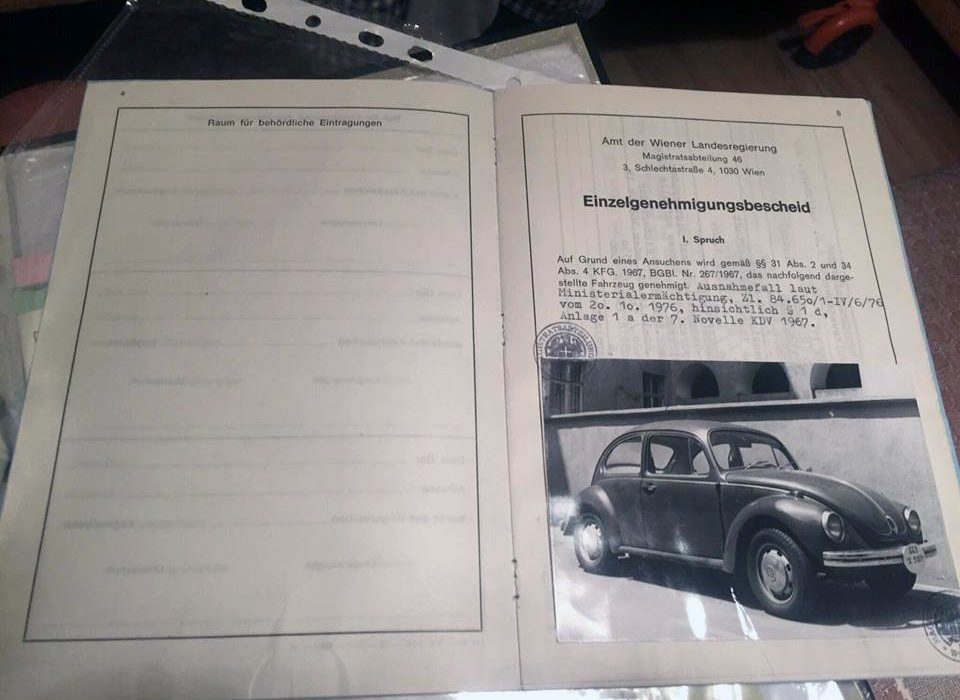 4
Raum für behördliche Eintragungen
5
Amt der Wiener Landesregierung
Magistratsabteilung 46
3, Schlechtastraße 4, 1030 Wien
Einzelgenehmigungsbescheid
I. Spruch
Auf Grund eines Ansuchens wird gemäß §§ 31 Abs. 2 und 34
Abs. 4 KFG. 1967, BGBl. Nr. 267/1967, das nachfolgend darge-
stellte Fahrzeug genehmigt. Ausnahmefall laut
Ministerialermächtigung, Zl. 84.65o/1-IV/6/76
vom 2o. 1o. 1976, hinsichtlich § 1 d,
Anlage 1 a der 7. Novelle KDV 1967.